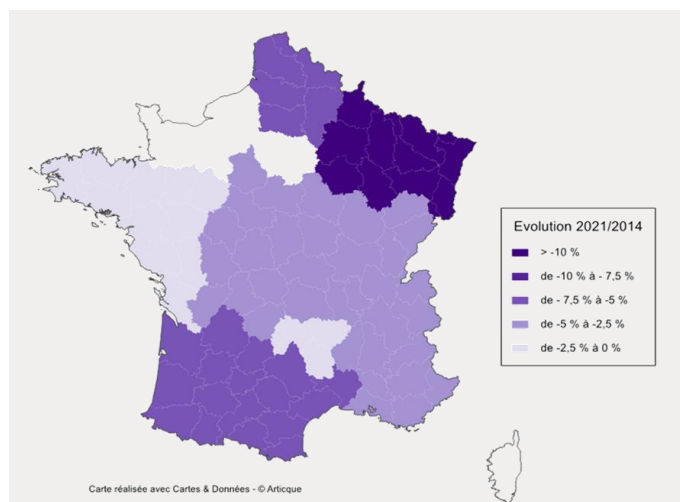 Evolution 2021/2014
> -10 %
de -10 % à - 7,5 %
de - 7,5 % à -5 %
de -5 % à -2,5 %
de -2,5 % à 0 %
Carte réalisée avec Cartes & Données - © Articque